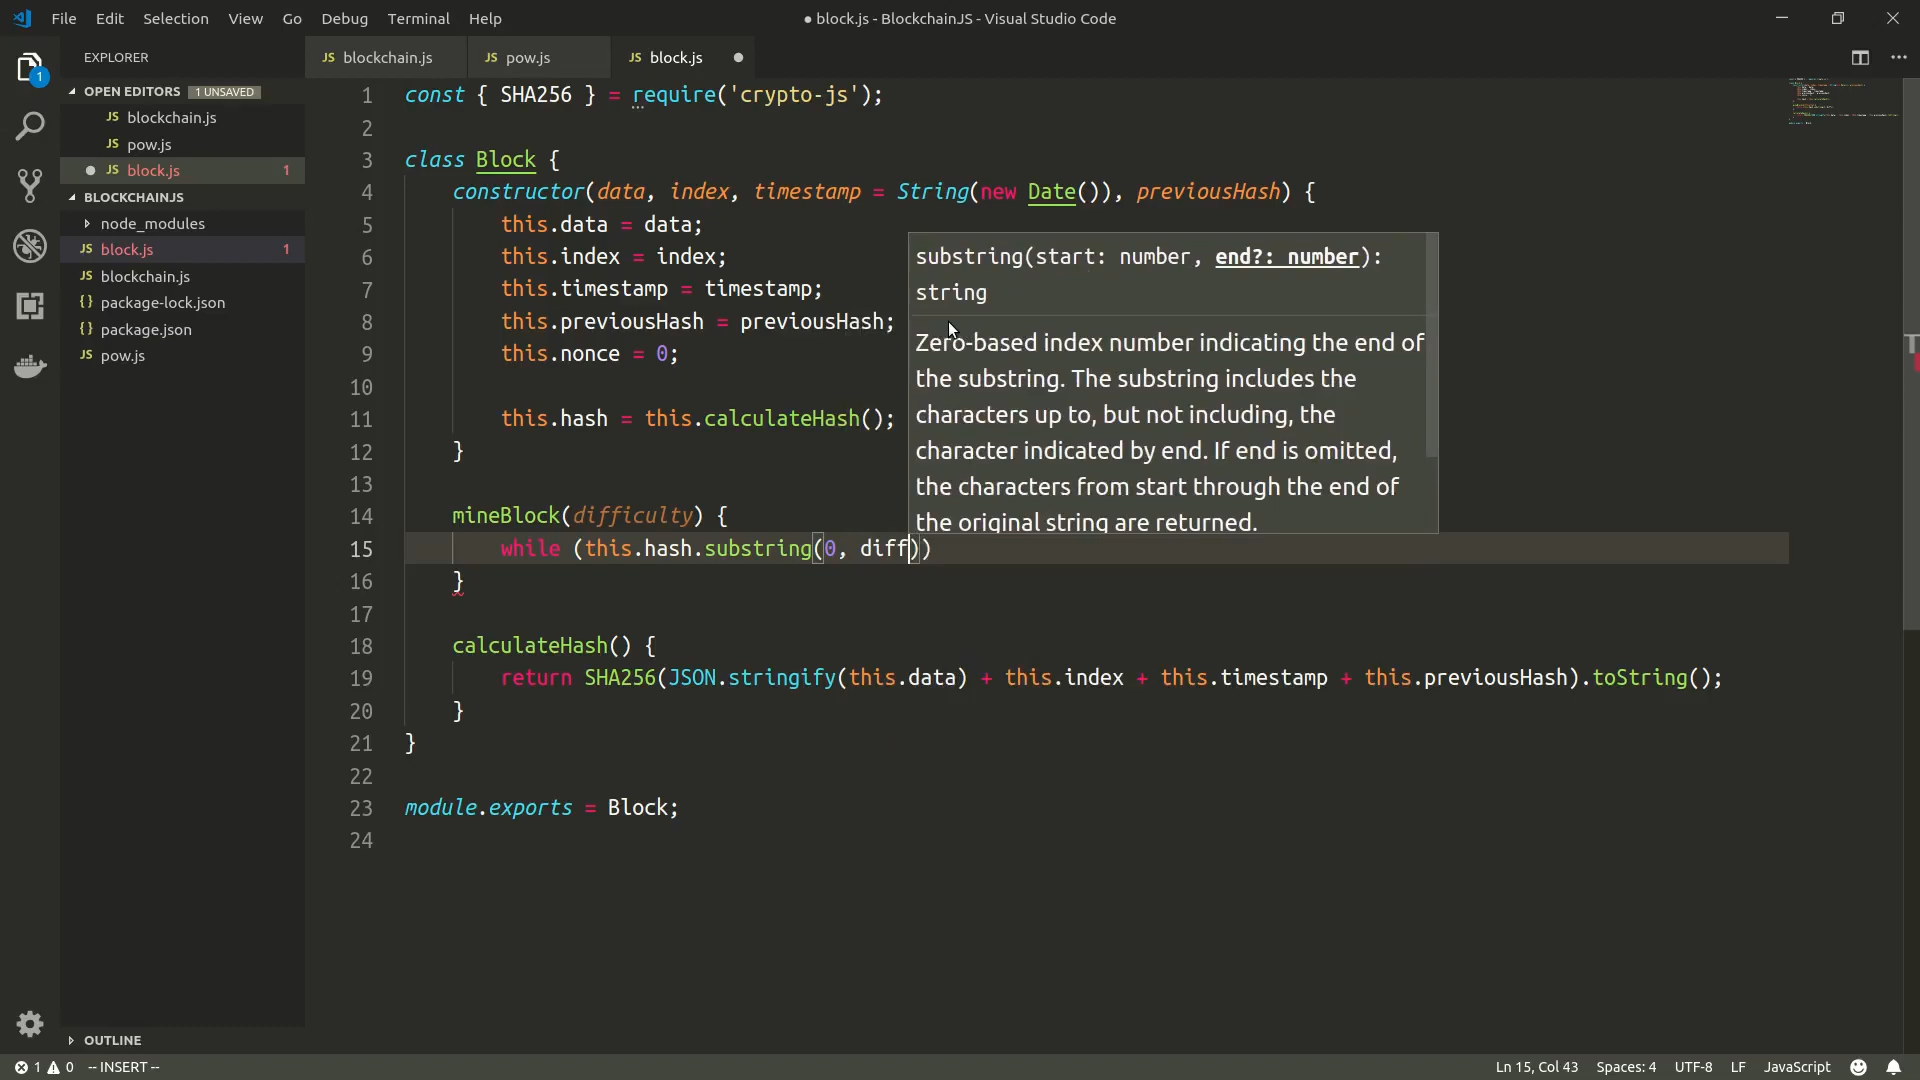 File Edit Selection View Go Debug Terminal Help
● block.js - BlockchainJS - Visual Studio Code
1
EXPLORER
OPEN EDITORS 1 UNSAVED
JS blockchain.js
JS pow.js
JS block.js 1
BLOCKCHAINJS
node_modules
JS block.js 1
JS blockchain.js
{} package-lock.json
{} package.json
JS pow.js
OUTLINE
JS blockchain.js JS pow.js JS block.js
1 const { SHA256 } = require('crypto-js');
2
3 class Block {
4 constructor(data, index, timestamp = String(new Date()), previousHash) {
5 this.data = data;
6 this.index = index;
7 this.timestamp = timestamp;
8 this.previousHash = previousHash;
9 this.nonce = 0;
10
11 this.hash = this.calculateHash();
12 }
13
14 mineBlock(difficulty) {
15 while (this.hash.substring(0, diff))
16 }
17
18 calculateHash() {
19 return SHA256(JSON.stringify(this.data) + this.index + this.timestamp + this.previousHash).toString();
20 }
21 }
22
23 module.exports = Block;
24
substring(start: number, end?: number):
string
Zero-based index number indicating the end of
the substring. The substring includes the
characters up to, but not including, the
character indicated by end. If end is omitted,
the characters from start through the end of
the original string are returned.
1 0 -- INSERT --
Ln 15, Col 43 Spaces: 4 UTF-8 LF JavaScript